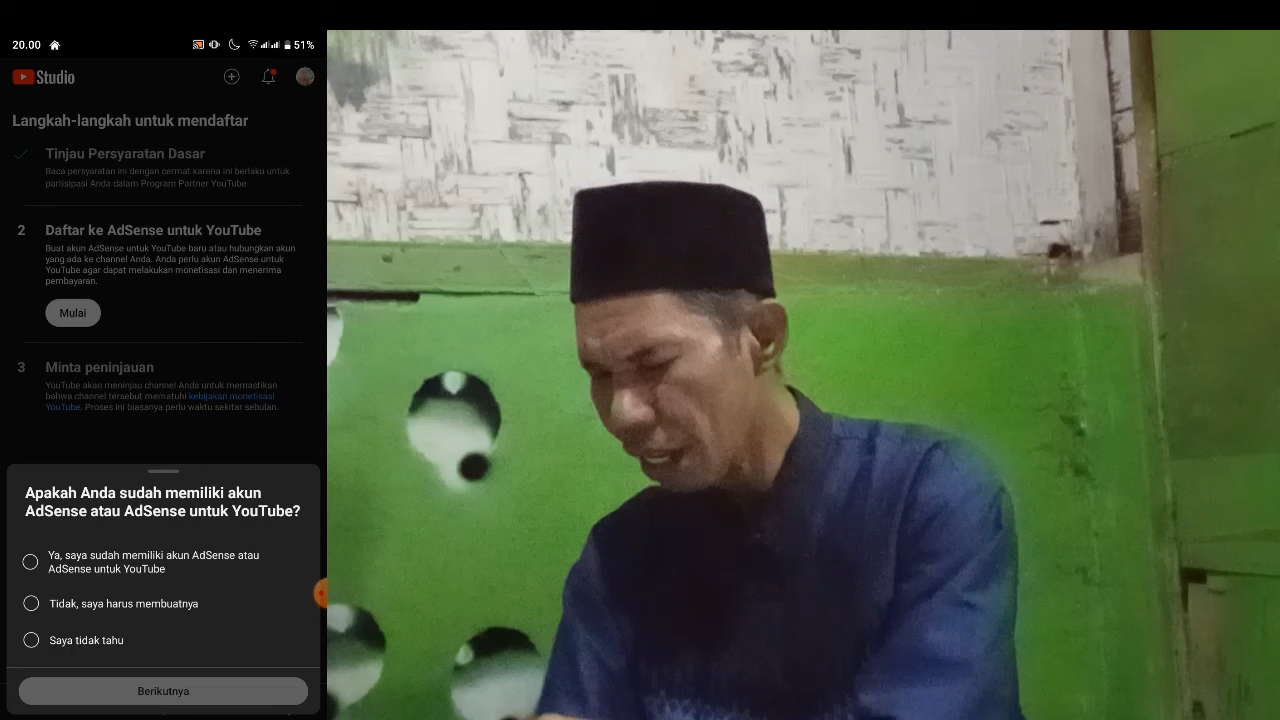 20.00
51%
Studio
Langkah-langkah untuk mendaftar
Tinjau Persyaratan Dasar
Baca persyaratan ini dengan cermat karena ini berlaku untuk
partisipasi Anda dalam Program Partner YouTube
2 Daftar ke AdSense untuk YouTube
Buat akun AdSense untuk YouTube baru atau hubungkan akun
yang ada ke channel Anda. Anda perlu akun AdSense untuk
YouTube agar dapat melakukan monetisasi dan menerima
pembayaran.
Mulai
3 Minta peninjauan
YouTube akan meninjau channel Anda untuk memastikan
bahwa channel tersebut mematuhi kebijakan monetisasi
YouTube. Proses ini biasanya perlu waktu sekitar sebulan.
Apakah Anda sudah memiliki akun
AdSense atau AdSense untuk YouTube?
Ya, saya sudah memiliki akun AdSense atau
AdSense untuk YouTube
Tidak, saya harus membuatnya
Saya tidak tahu
Berikutnya